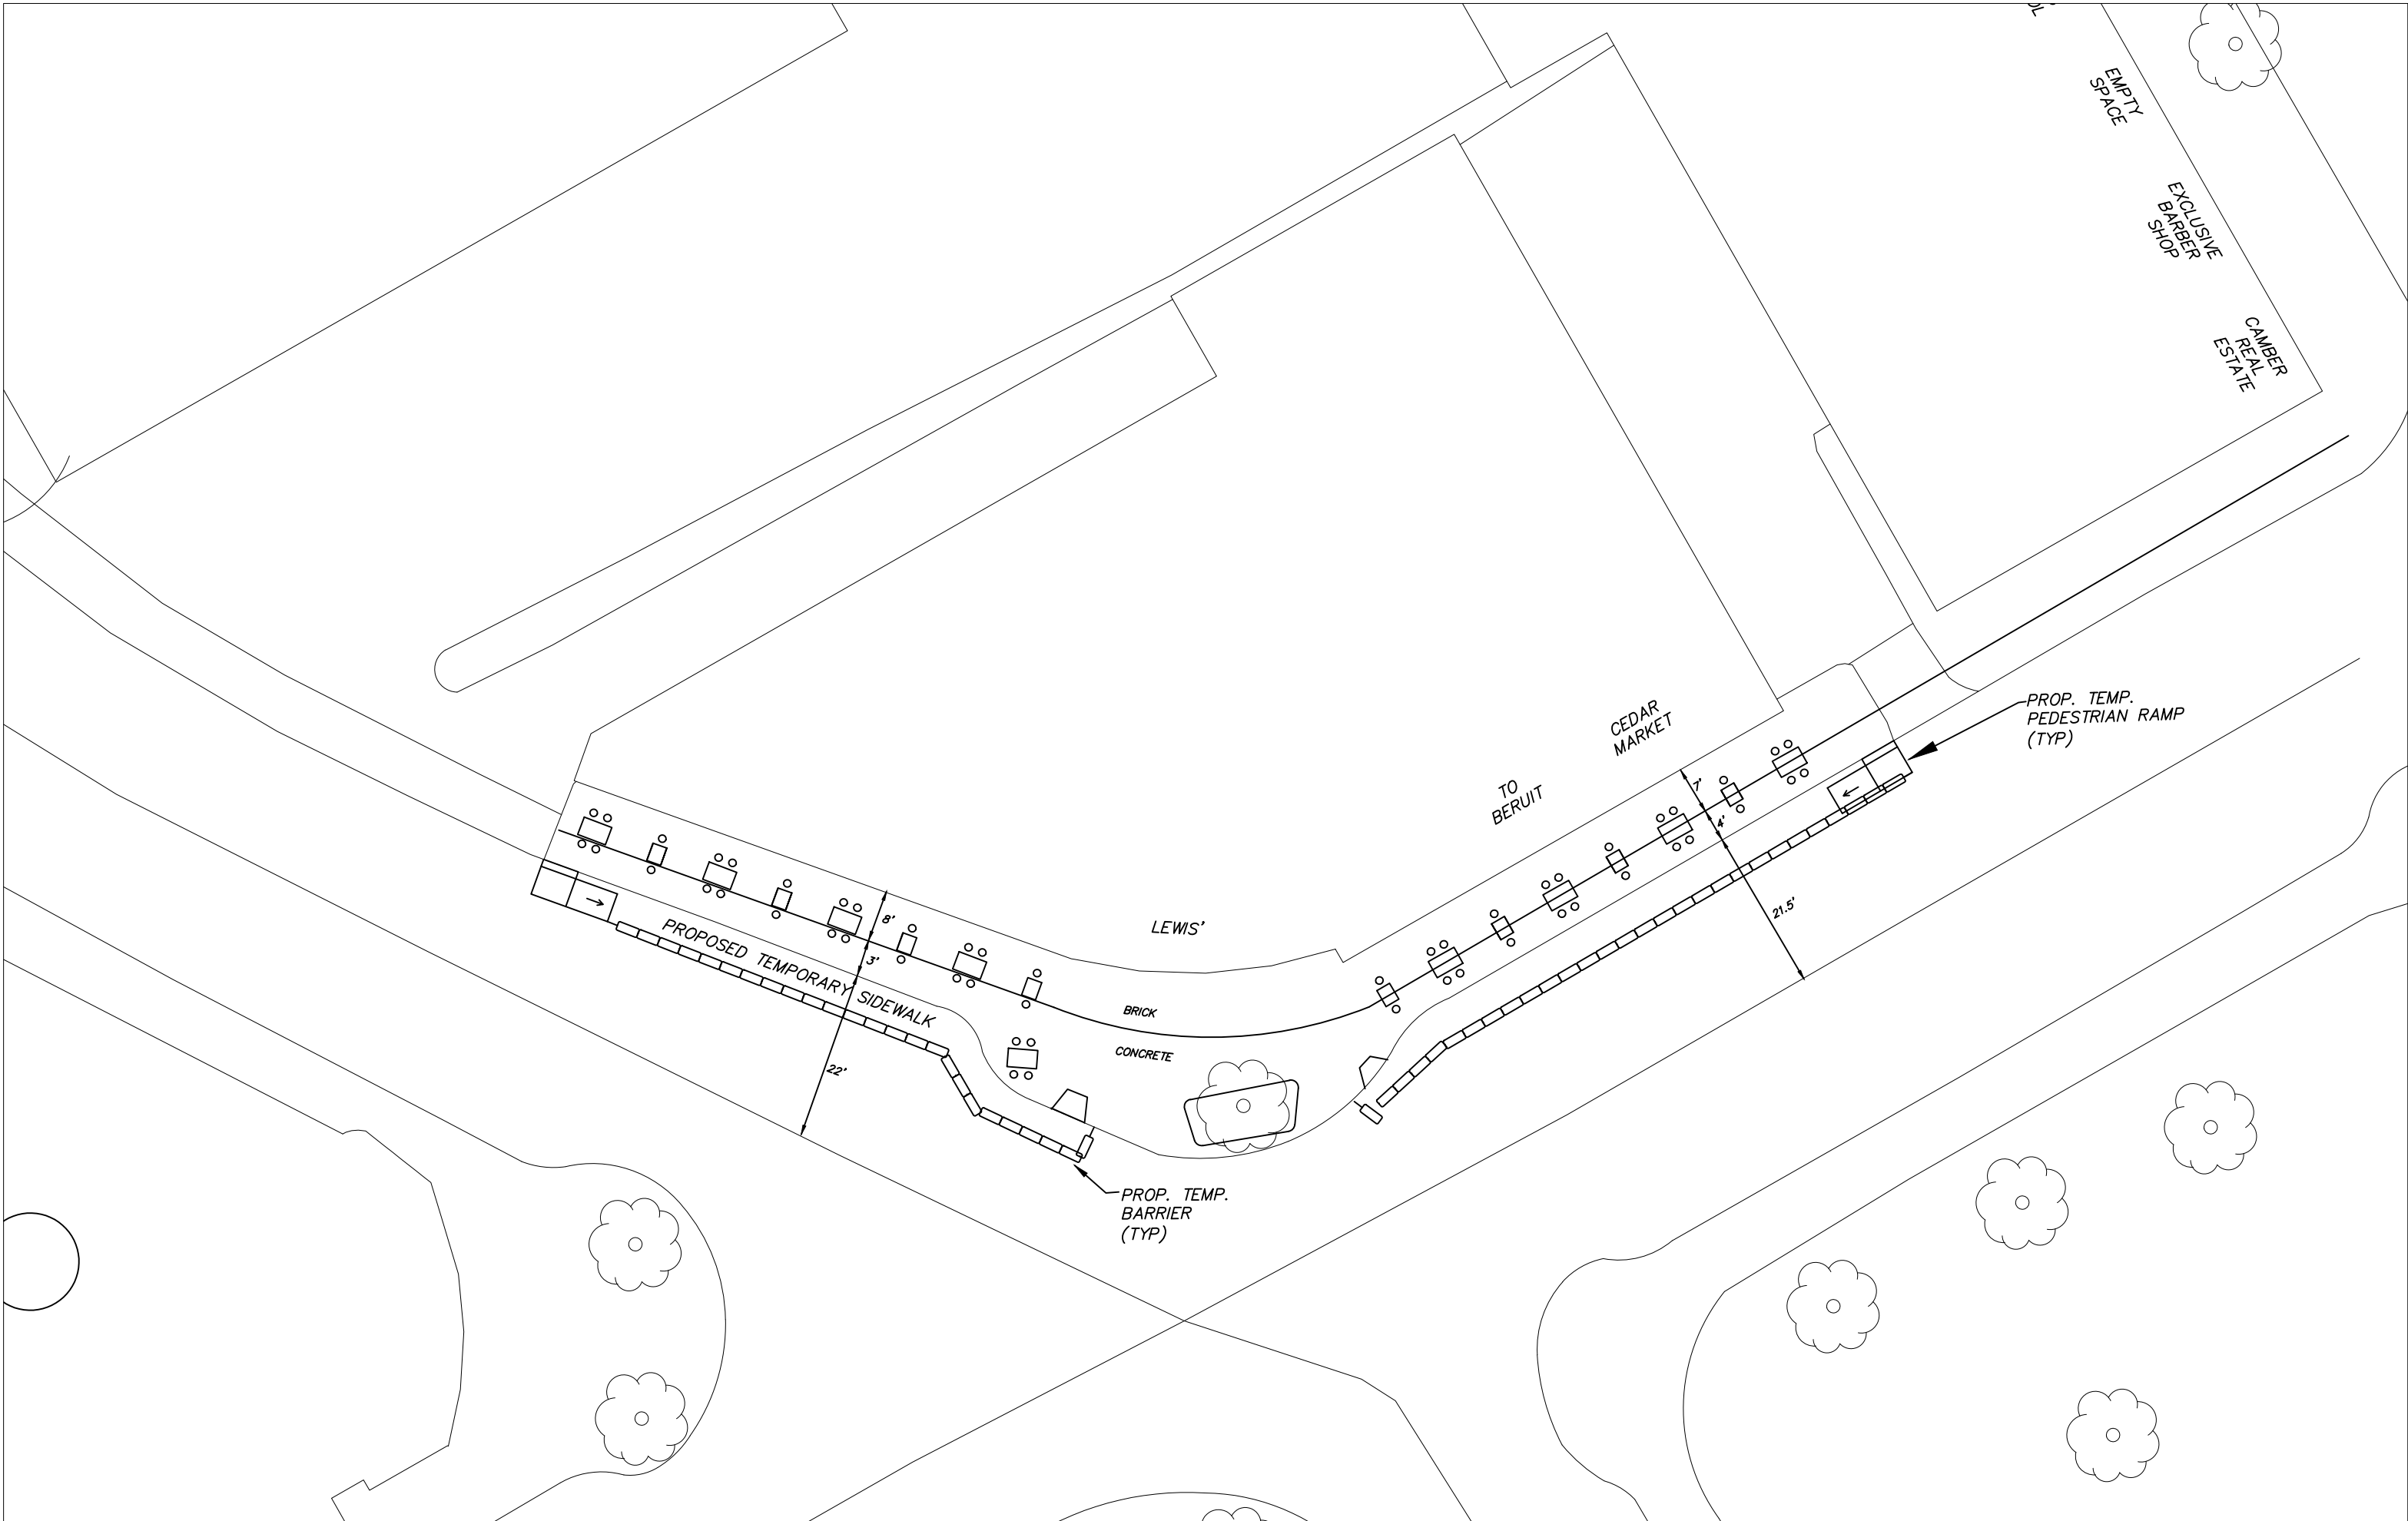 EMPTY
SPACE
EXCLUSIVE
BARBER
SHOP
CAMBER
REAL
ESTATE
PROP. TEMP.
PEDESTRIAN RAMP
(TYP)
CEDAR
MARKET
TO
BERUIT
7'
4'
21.5'
LEWIS'
8'
3'
22'
PROPOSED TEMPORARY SIDEWALK
BRICK
CONCRETE
PROP. TEMP.
BARRIER
(TYP)